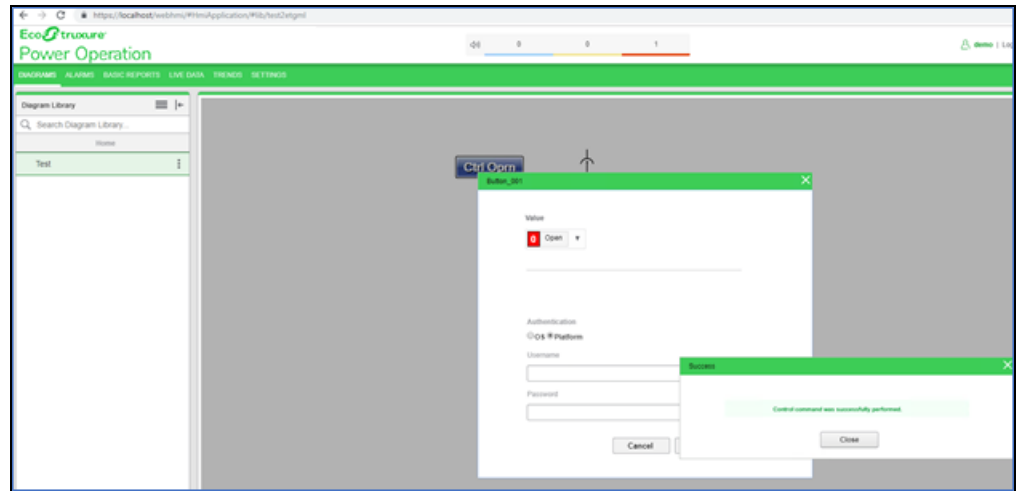 https://localhost/webhmi/#HmiApplication/#lib/test2etgml
EcoStruxure
Power Operation
0 0 1
demo | Log
DIAGRAMS ALARMS BASIC REPORTS LIVE DATA TRENDS SETTINGS
Diagram Library
Search Diagram Library...
Home
Test
Ctrl Oprn
Button_001
Value
0 Open
Authentication
OS Platform
Username
Password
Cancel
Success
Control command was successfully performed.
Close